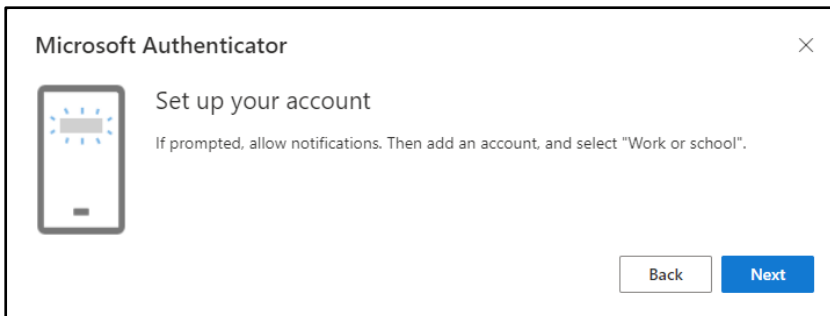 Microsoft Authenticator
Set up your account
If prompted, allow notifications. Then add an account, and select "Work or school".
Back
Next